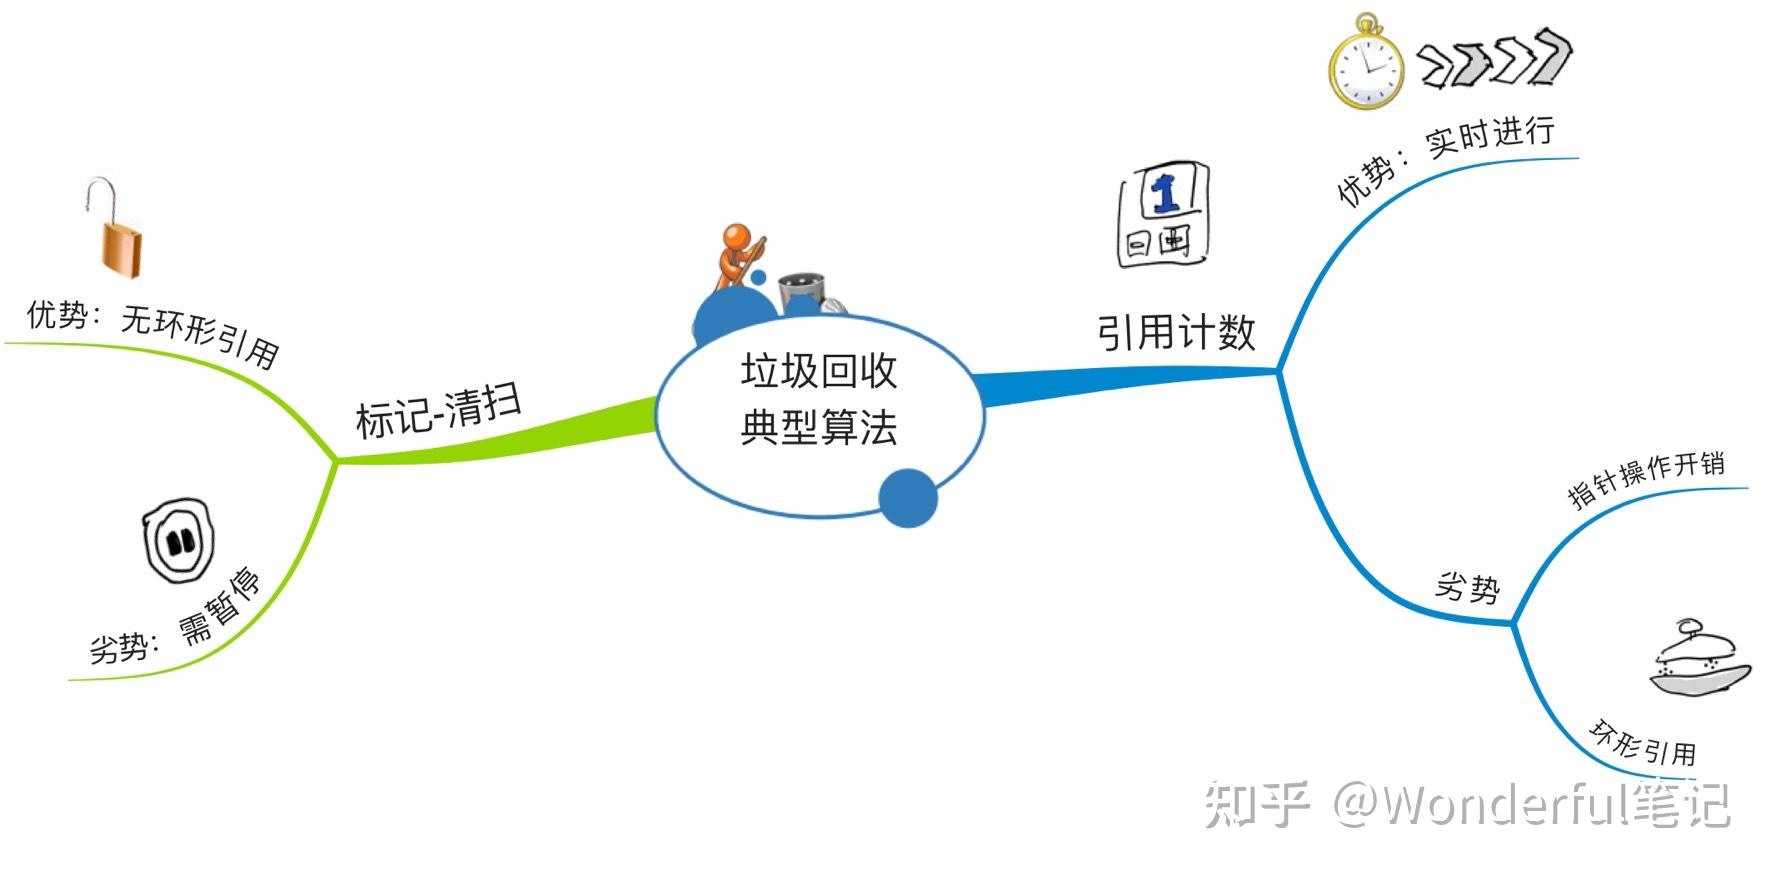 垃圾回收
典型算法
引用计数
优势：实时进行
劣势
指针操作开销
环形引用
标记-清扫
优势：无环形引用
劣势：需暂停
1
知乎 @Wonderful笔记